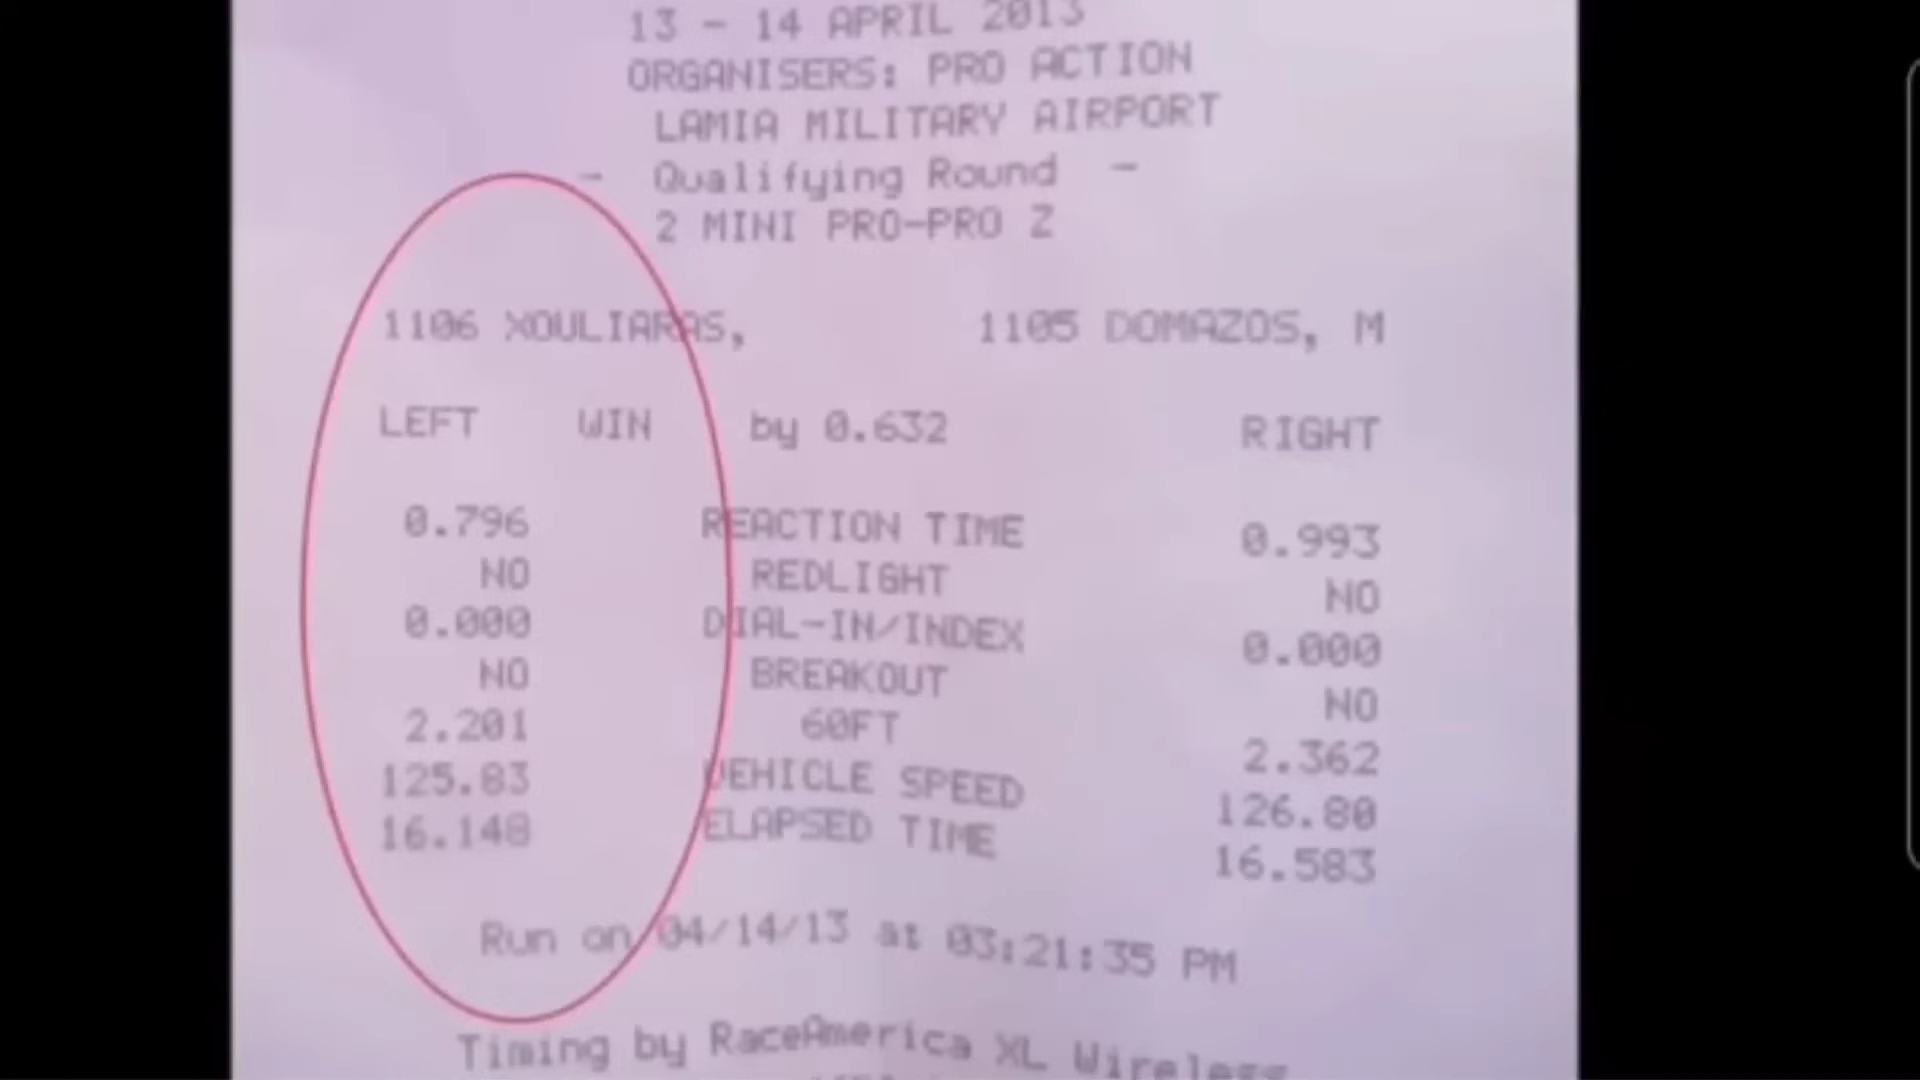 13 - 14 APRIL 2013
ORGANISERS: PRO ACTION
LAMIA MILITARY AIRPORT
- Qualifying Round -
2 MINI PRO-PRO Z
1106 XOULIARAS, 1105 DOMAZOS, M
LEFT WIN by 0.632 RIGHT
0.796 REACTION TIME 0.993
NO REDLIGHT NO
0.000 DIAL-IN/INDEX 0.000
NO BREAKOUT NO
2.201 60FT 2.362
125.83 VEHICLE SPEED 126.80
16.148 ELAPSED TIME 16.583
Run on 04/14/13 at 03:21:35 PM
Timing by RaceAmerica XL Wireless